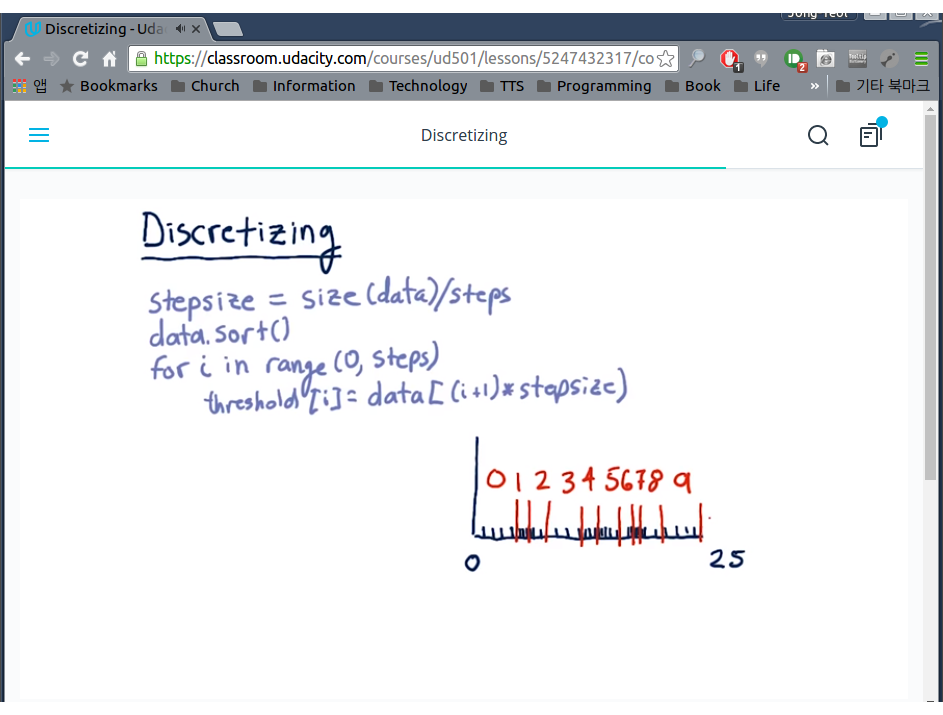 Jong Yeol
Discretizing - Uda
https://classroom.udacity.com/courses/ud501/lessons/5247432317/co
1
2
앱 Bookmarks Church Information Technology TTS Programming Book Life » 기타 북마크
Discretizing
Discretizing
stepsize = size(data)/steps
data.sort()
for i in range(0, steps)
threshold[i]= data[(i+1)*stepsize)
0 1 2 3 4 5 6 7 8 9
0 25